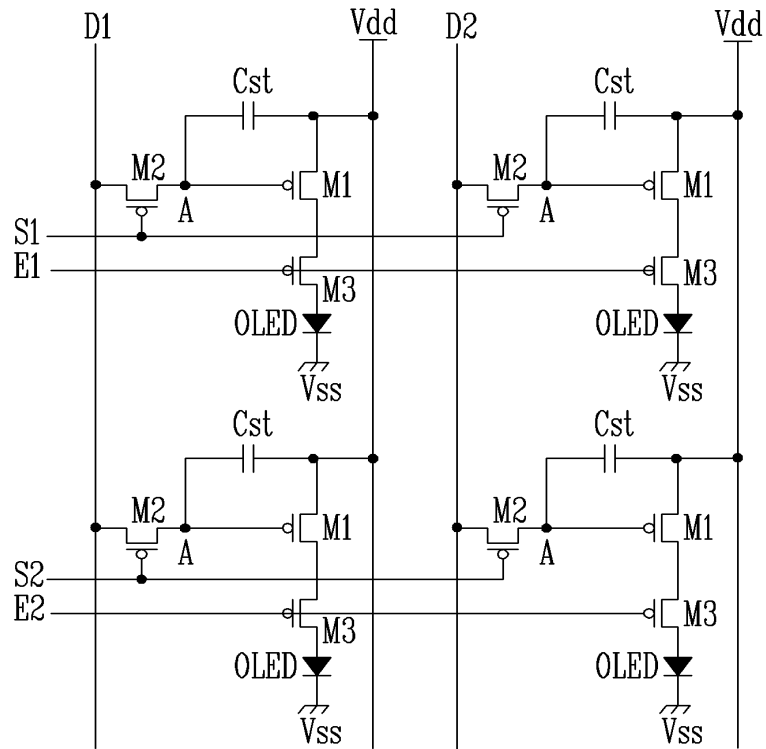 D1 Vdd D2 Vdd
Cst Cst
M2 M1 M2 M1
A A
S1
E1
M3 M3
OLED OLED
Vss Vss
Cst Cst
M2 M1 M2 M1
A A
S2
E2
M3 M3
OLED OLED
Vss Vss